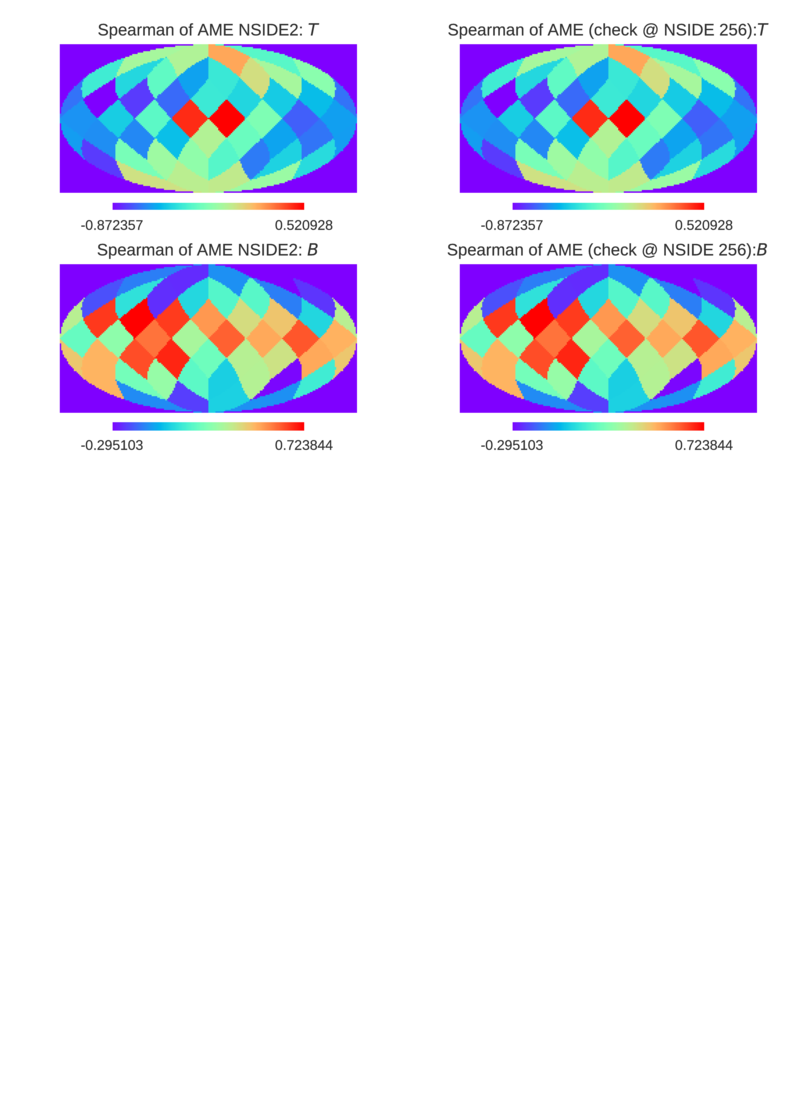 Spearman of AME NSIDE2: T
Spearman of AME (check @ NSIDE 256):T
-0.872357 0.520928
-0.872357 0.520928
Spearman of AME NSIDE2: B
Spearman of AME (check @ NSIDE 256):B
-0.295103 0.723844
-0.295103 0.723844